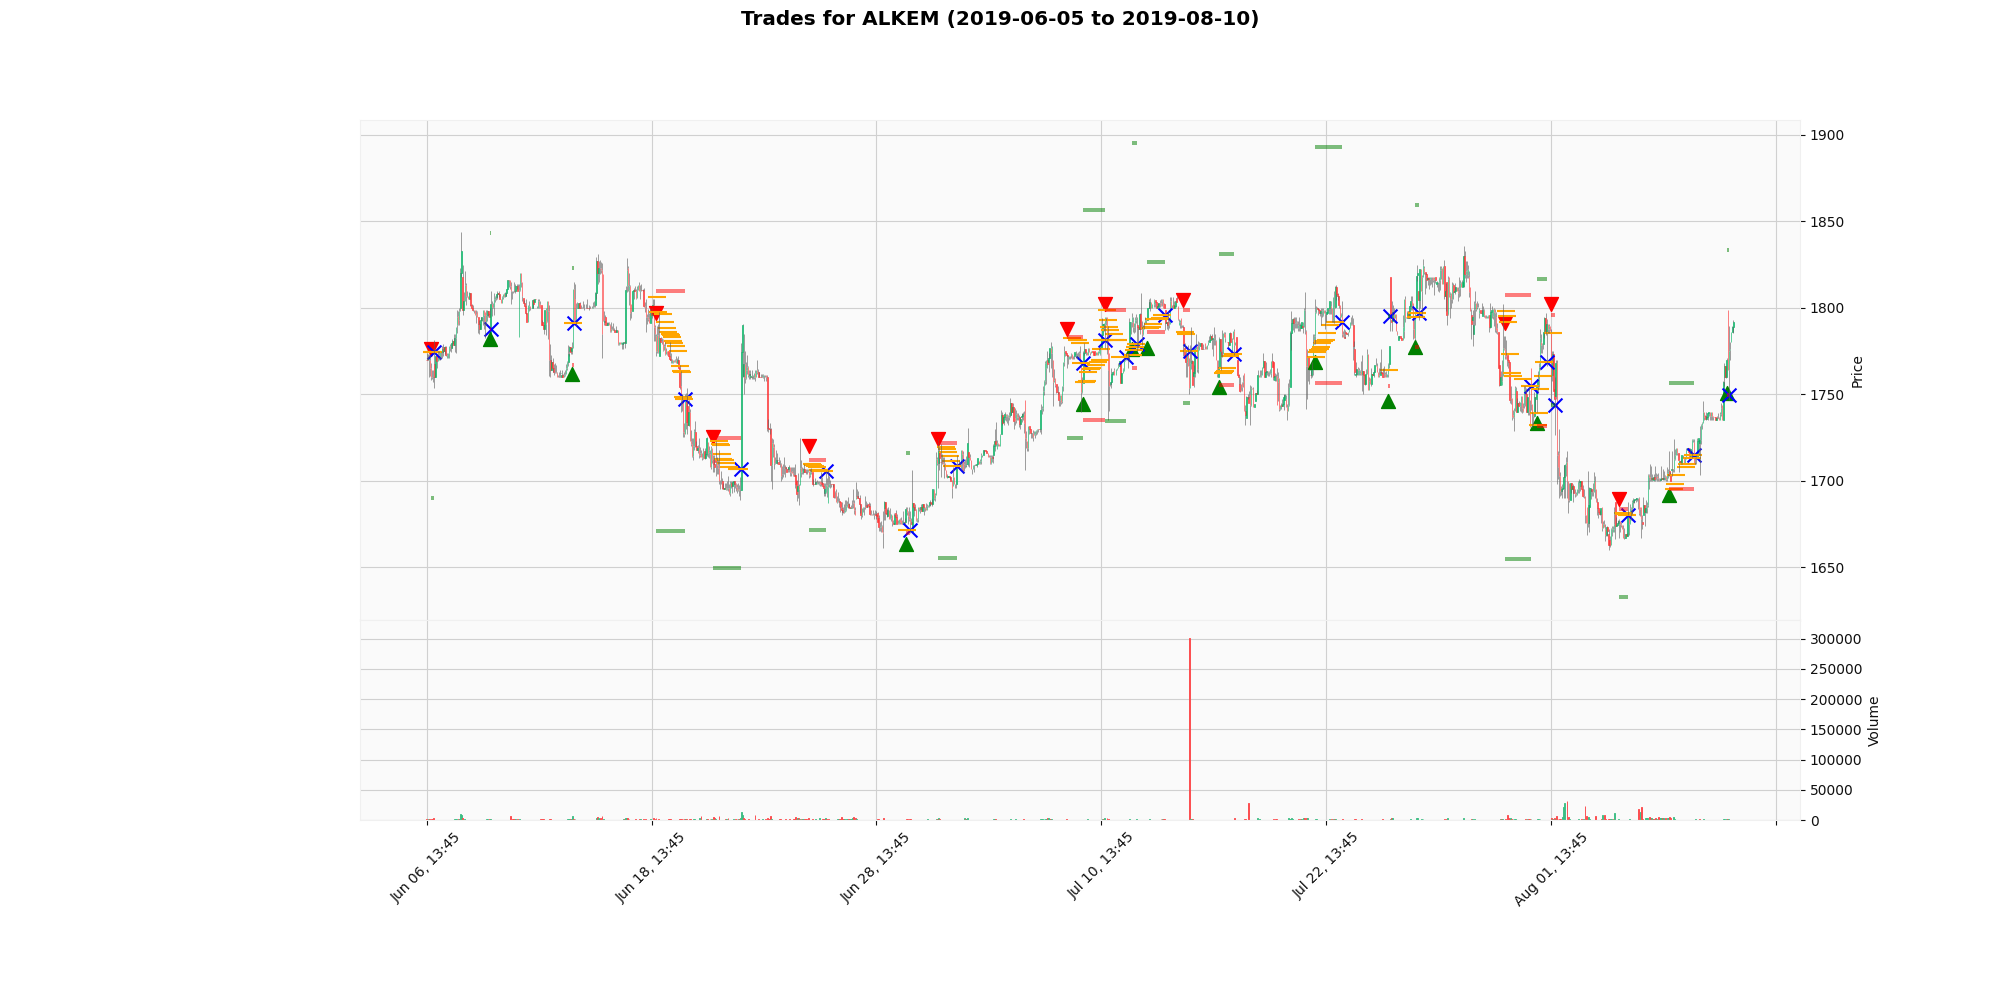 Trades for ALKEM (2019-06-05 to 2019-08-10)
1900
1850
1800
1750
1700
1650
Price
300000
250000
200000
150000
100000
50000
0
Volume
Jun 06, 13:45
Jun 18, 13:45
Jun 28, 13:45
Jul 10, 13:45
Jul 22, 13:45
Aug 01, 13:45